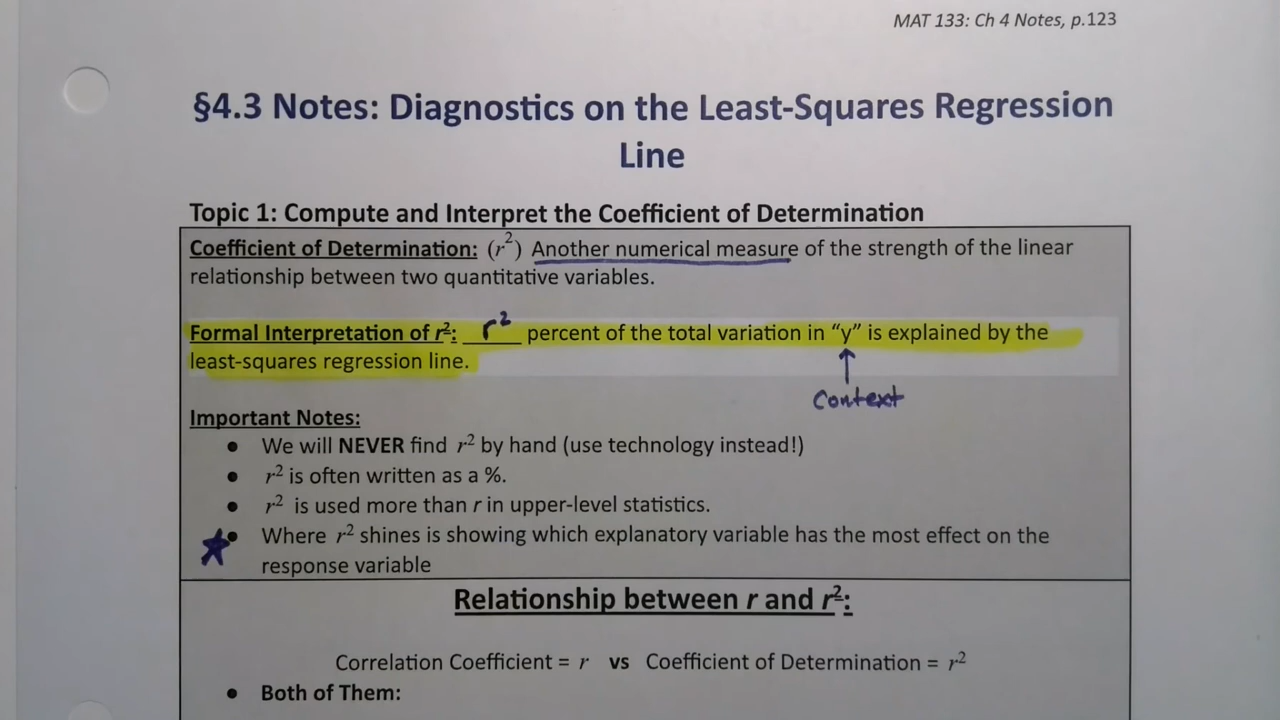 MAT 133: Ch 4 Notes, p.123
§4.3 Notes: Diagnostics on the Least-Squares Regression
Line
Topic 1: Compute and Interpret the Coefficient of Determination
Coefficient of Determination: (r²) Another numerical measure of the strength of the linear
relationship between two quantitative variables.
Formal Interpretation of r²: r² percent of the total variation in “y” is explained by the
least-squares regression line.
Context
Important Notes:
• We will NEVER find r² by hand (use technology instead!)
• r² is often written as a %.
• r² is used more than r in upper-level statistics.
• Where r² shines is showing which explanatory variable has the most effect on the
response variable
Relationship between r and r²:
Correlation Coefficient = r vs Coefficient of Determination = r²
• Both of Them: